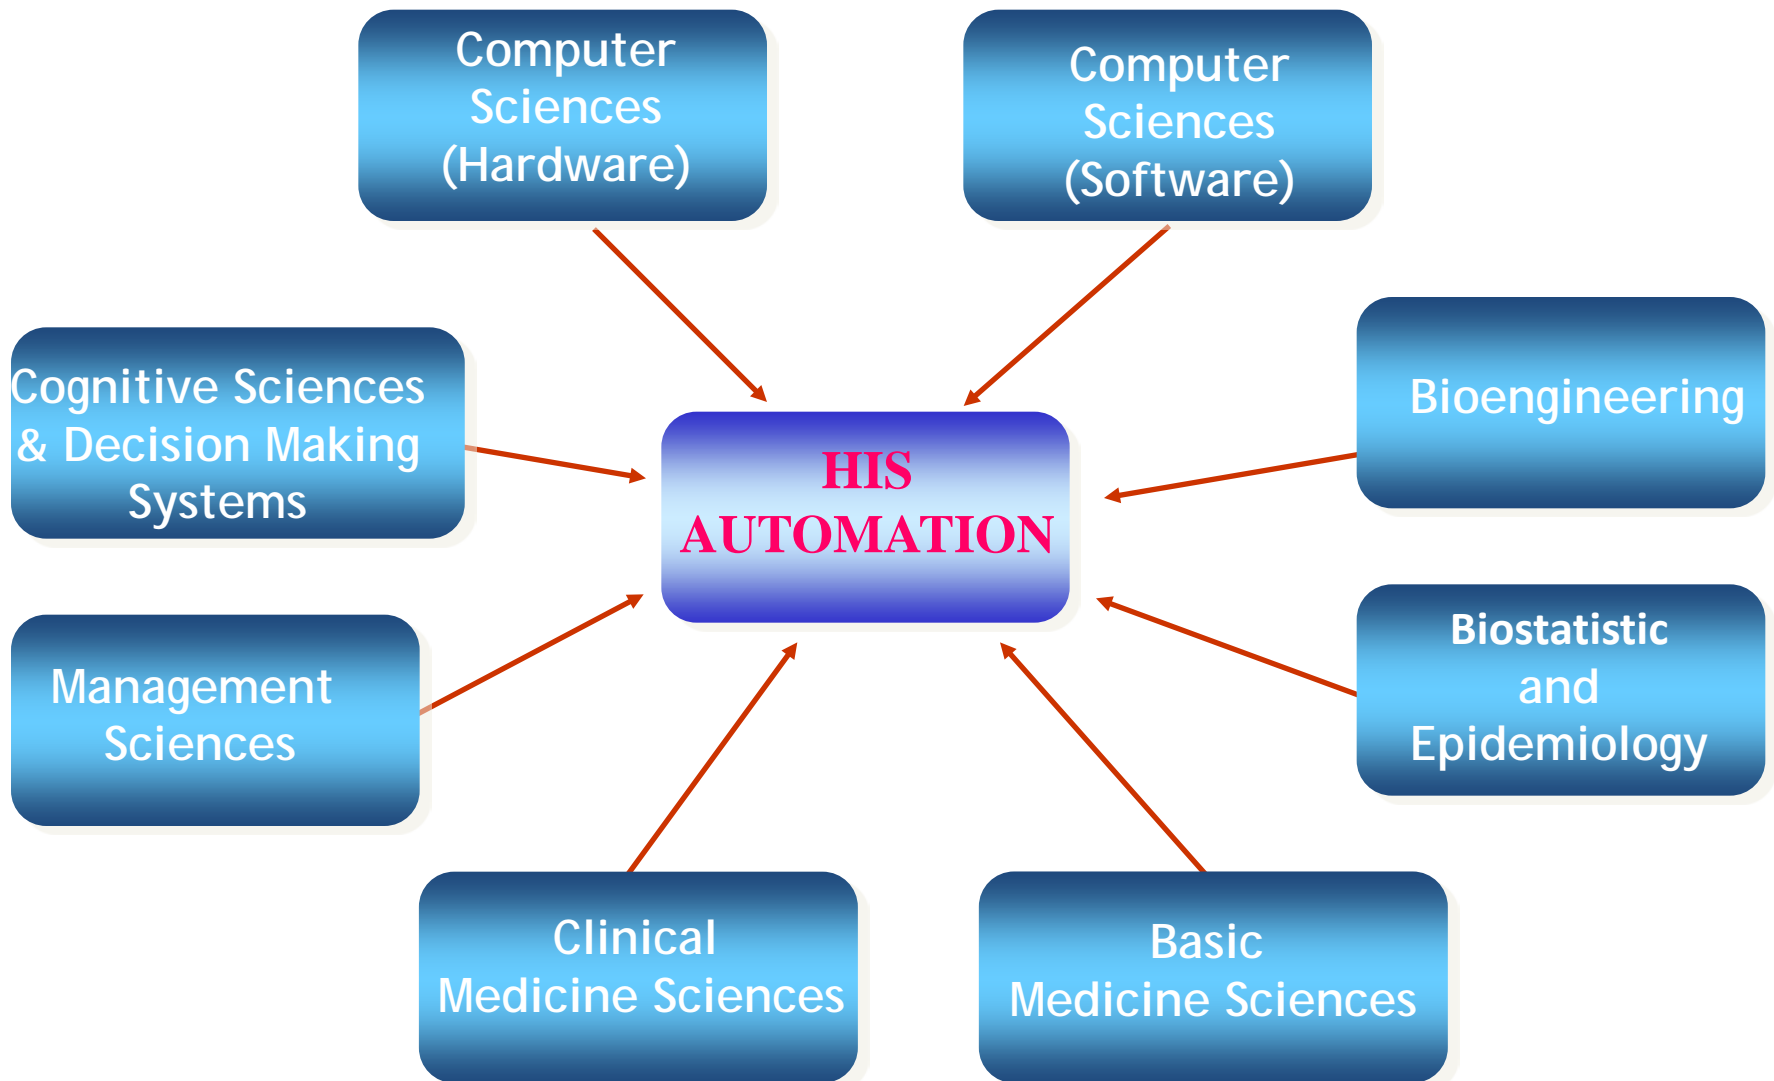 Computer
Sciences
(Hardware)
Computer
Sciences
(Software)
Cognitive Sciences
& Decision Making
Systems
HIS
AUTOMATION
Bioengineering
Management
Sciences
Biostatistic
and
Epidemiology
Clinical
Medicine Sciences
Basic
Medicine Sciences